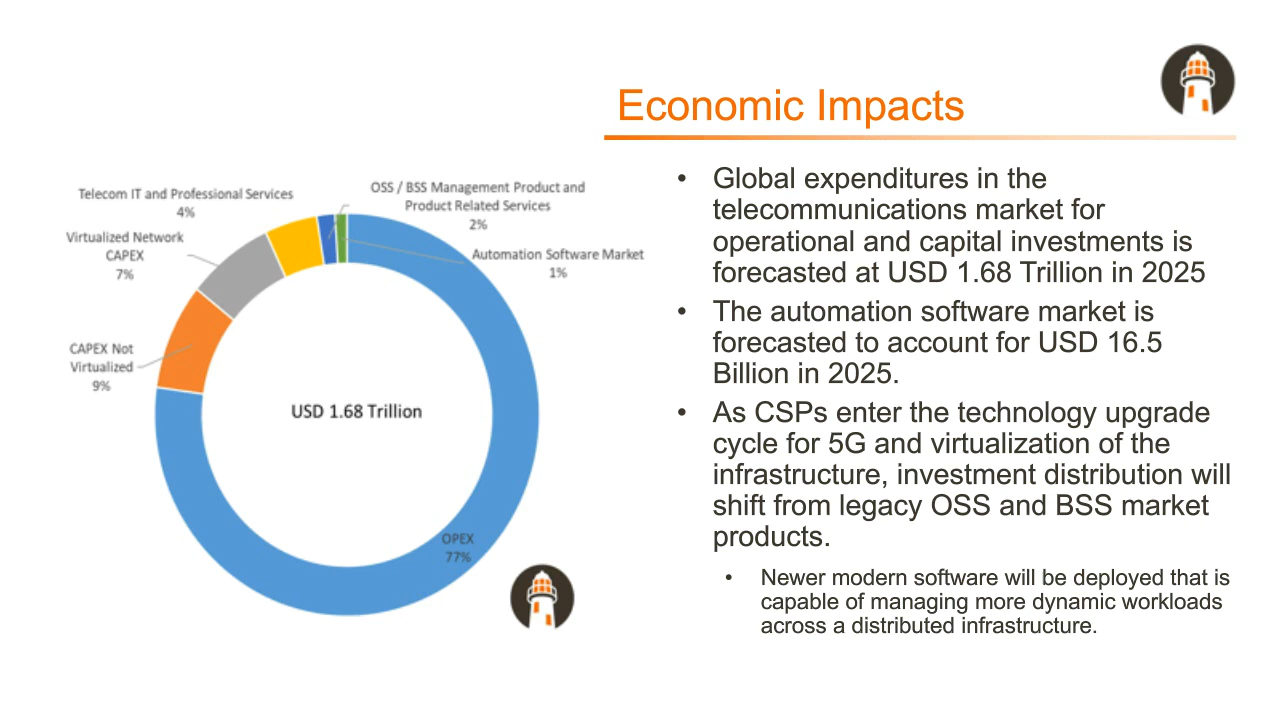 Economic Impacts
Telecom IT and Professional Services
4%
OSS / BSS Management Product and
Product Related Services
2%
Virtualized Network
CAPEX
7%
Automation Software Market
1%
CAPEX Not
Virtualized
9%
USD 1.68 Trillion
OPEX
77%
• Global expenditures in the
telecommunications market for
operational and capital investments is
forecasted at USD 1.68 Trillion in 2025
• The automation software market is
forecasted to account for USD 16.5
Billion in 2025.
• As CSPs enter the technology upgrade
cycle for 5G and virtualization of the
infrastructure, investment distribution will
shift from legacy OSS and BSS market
products.
• Newer modern software will be deployed that is
capable of managing more dynamic workloads
across a distributed infrastructure.